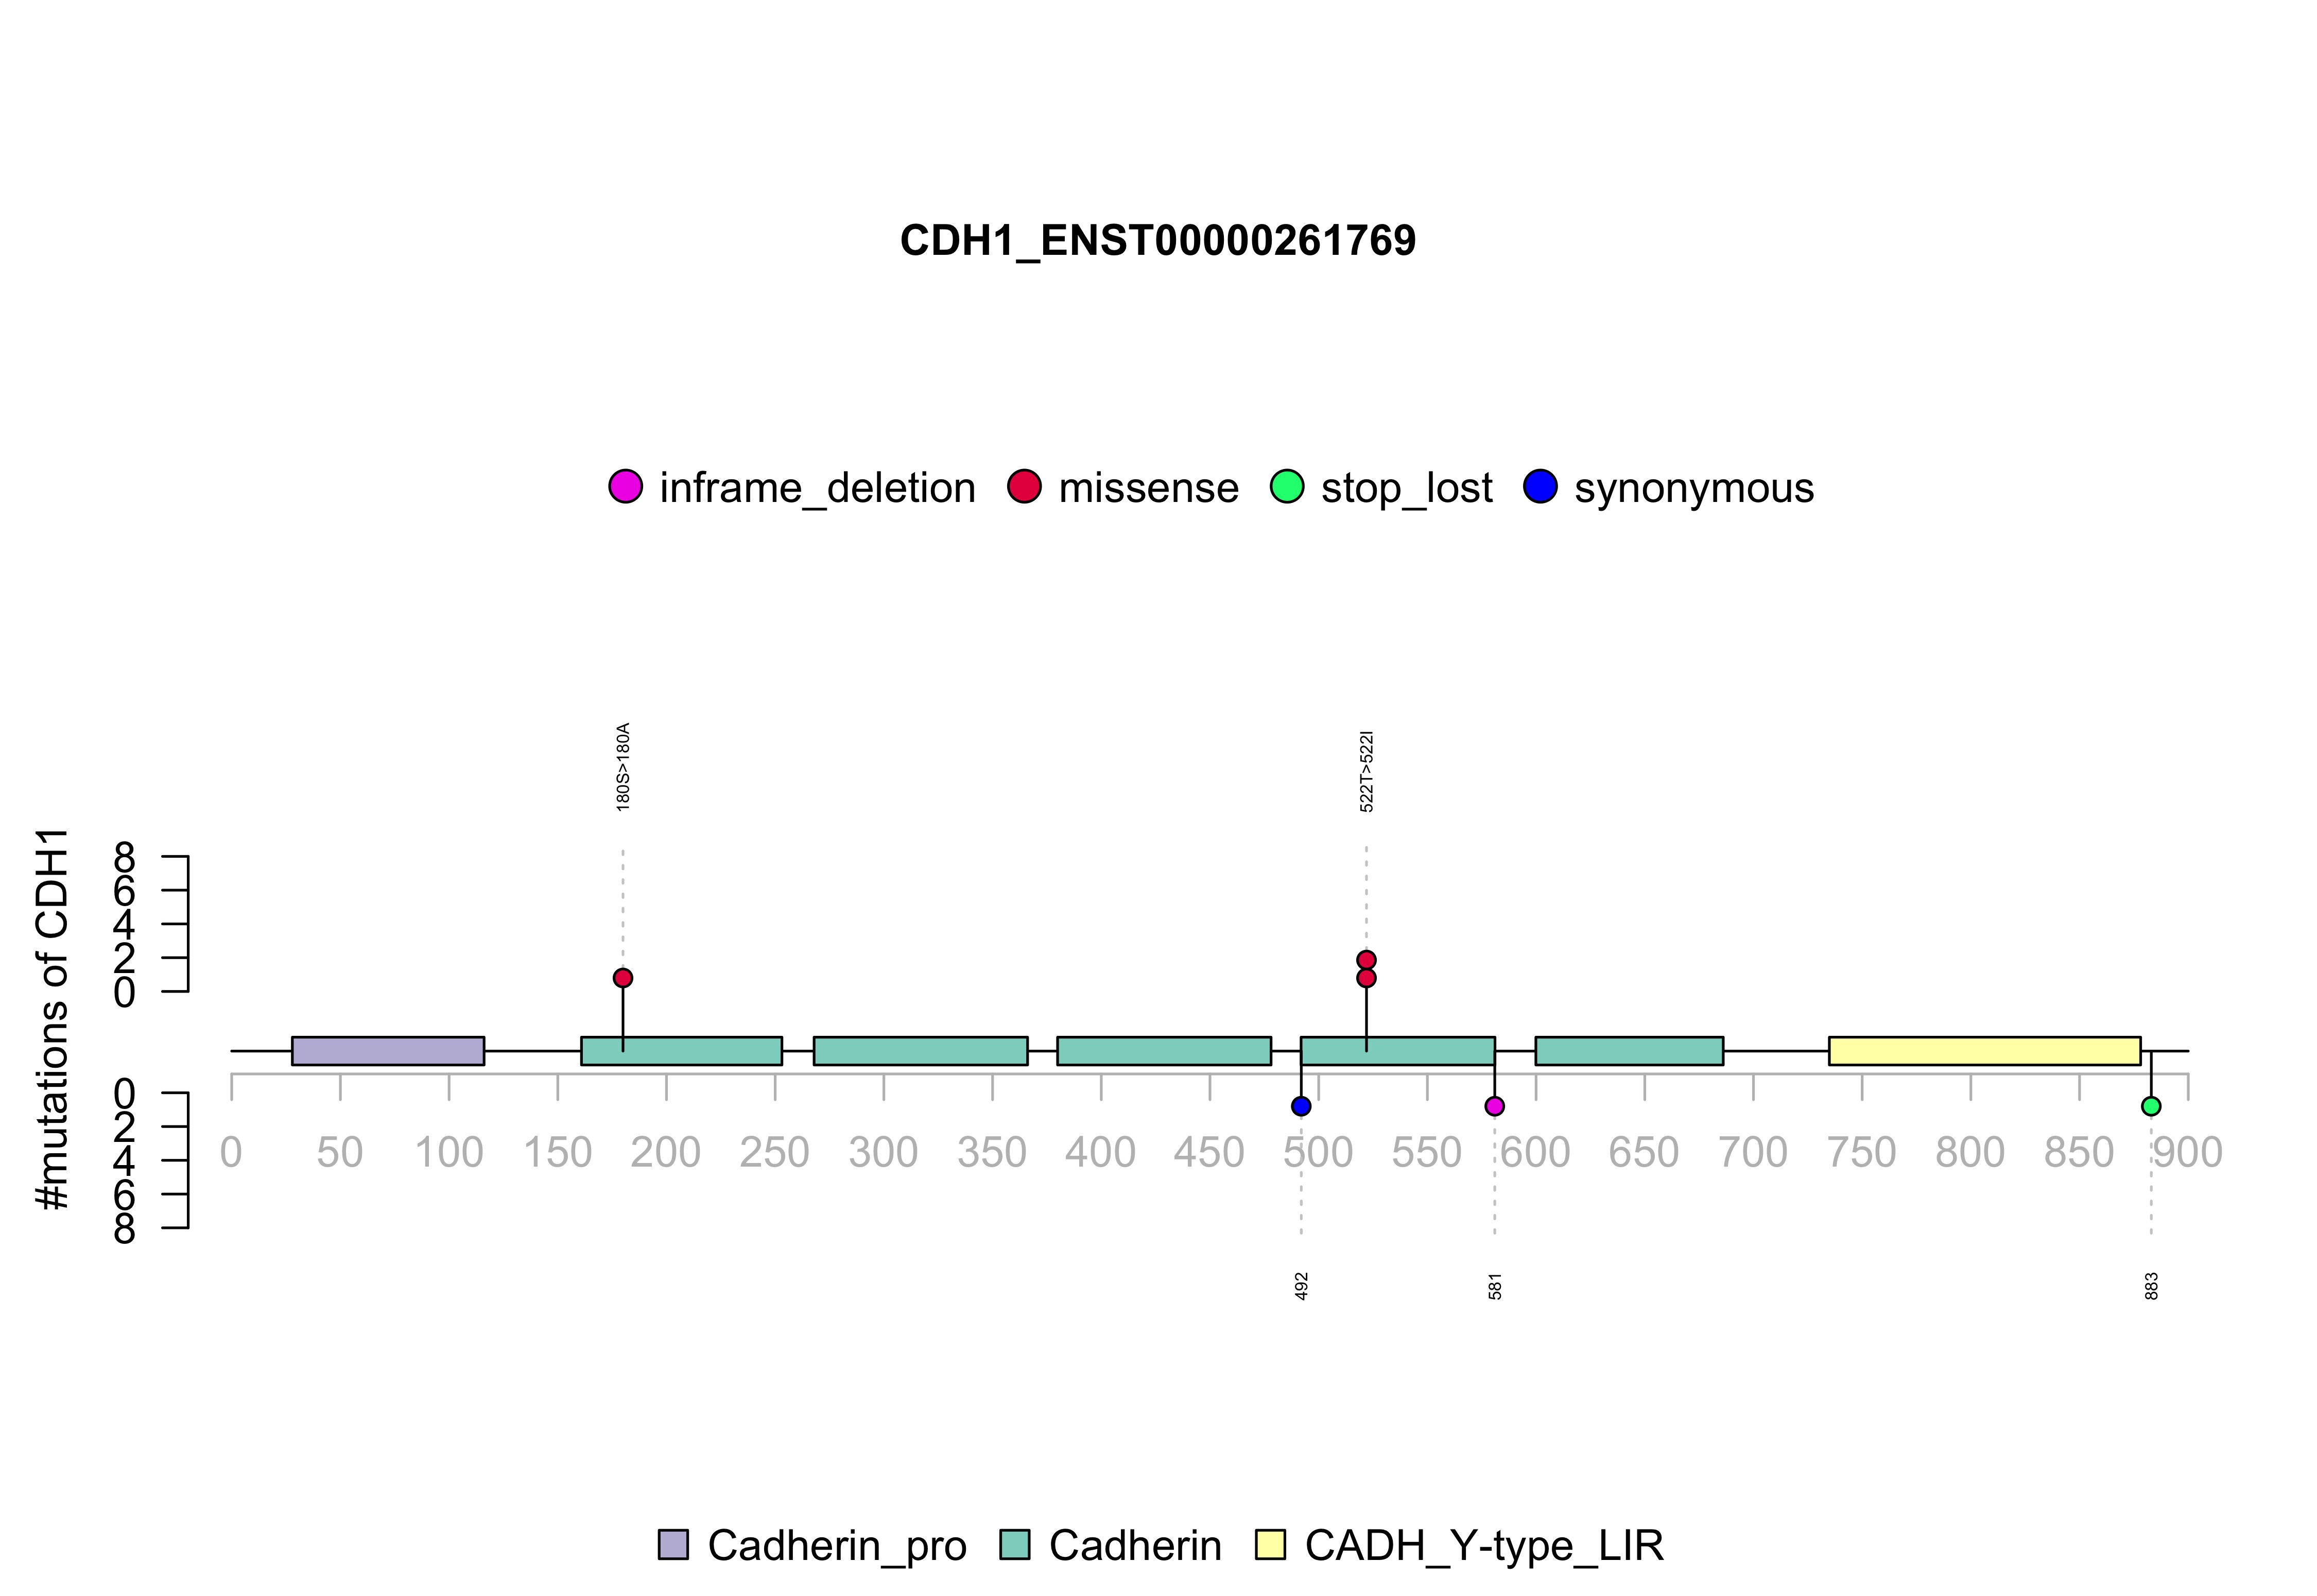 CDH1_ENST00000261769
inframe_deletion missense stop_lost synonymous
180S>180A 522T>522I
#mutations of CDH1
8
6
4
2
0
0
2
4
6
8
0 50 100 150 200 250 300 350 400 450 500 550 600 650 700 750 800 850 900
492 581 883
Cadherin_pro Cadherin CADH_Y-type_LIR